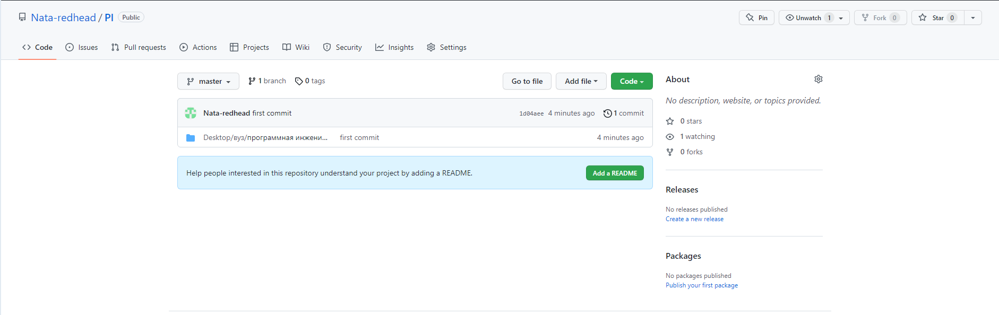 Nata-redhead / PI Public
Pin Unwatch 1 Fork 0 Star 0
Code Issues Pull requests Actions Projects Wiki Security Insights Settings
master 1 branch 0 tags Go to file Add file Code
Nata-redhead first commit 1d04aee 4 minutes ago 1 commit
Desktop/вуз/программная инжени... first commit 4 minutes ago
Help people interested in this repository understand your project by adding a README. Add a README
About
No description, website, or topics provided.
0 stars
1 watching
0 forks
Releases
No releases published
Create a new release
Packages
No packages published
Publish your first package